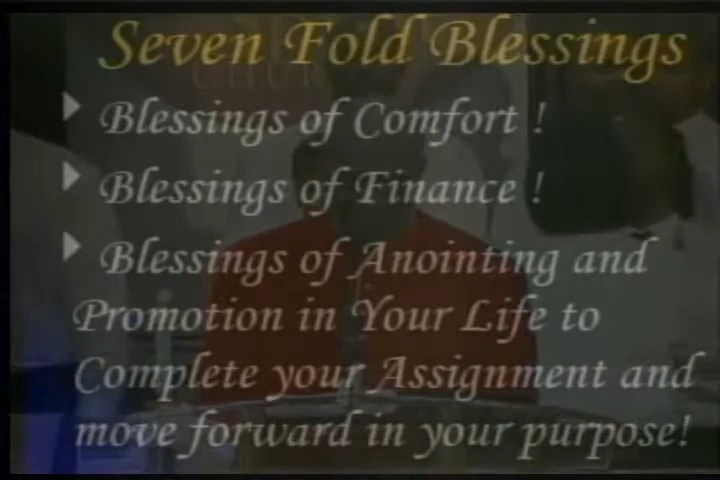 Seven Fold Blessings
CHUR
Blessings of Comfort !
Blessings of Finance !
Blessings of Anointing and
Promotion in Your Life to
Complete your Assignment and
move forward in your purpose!